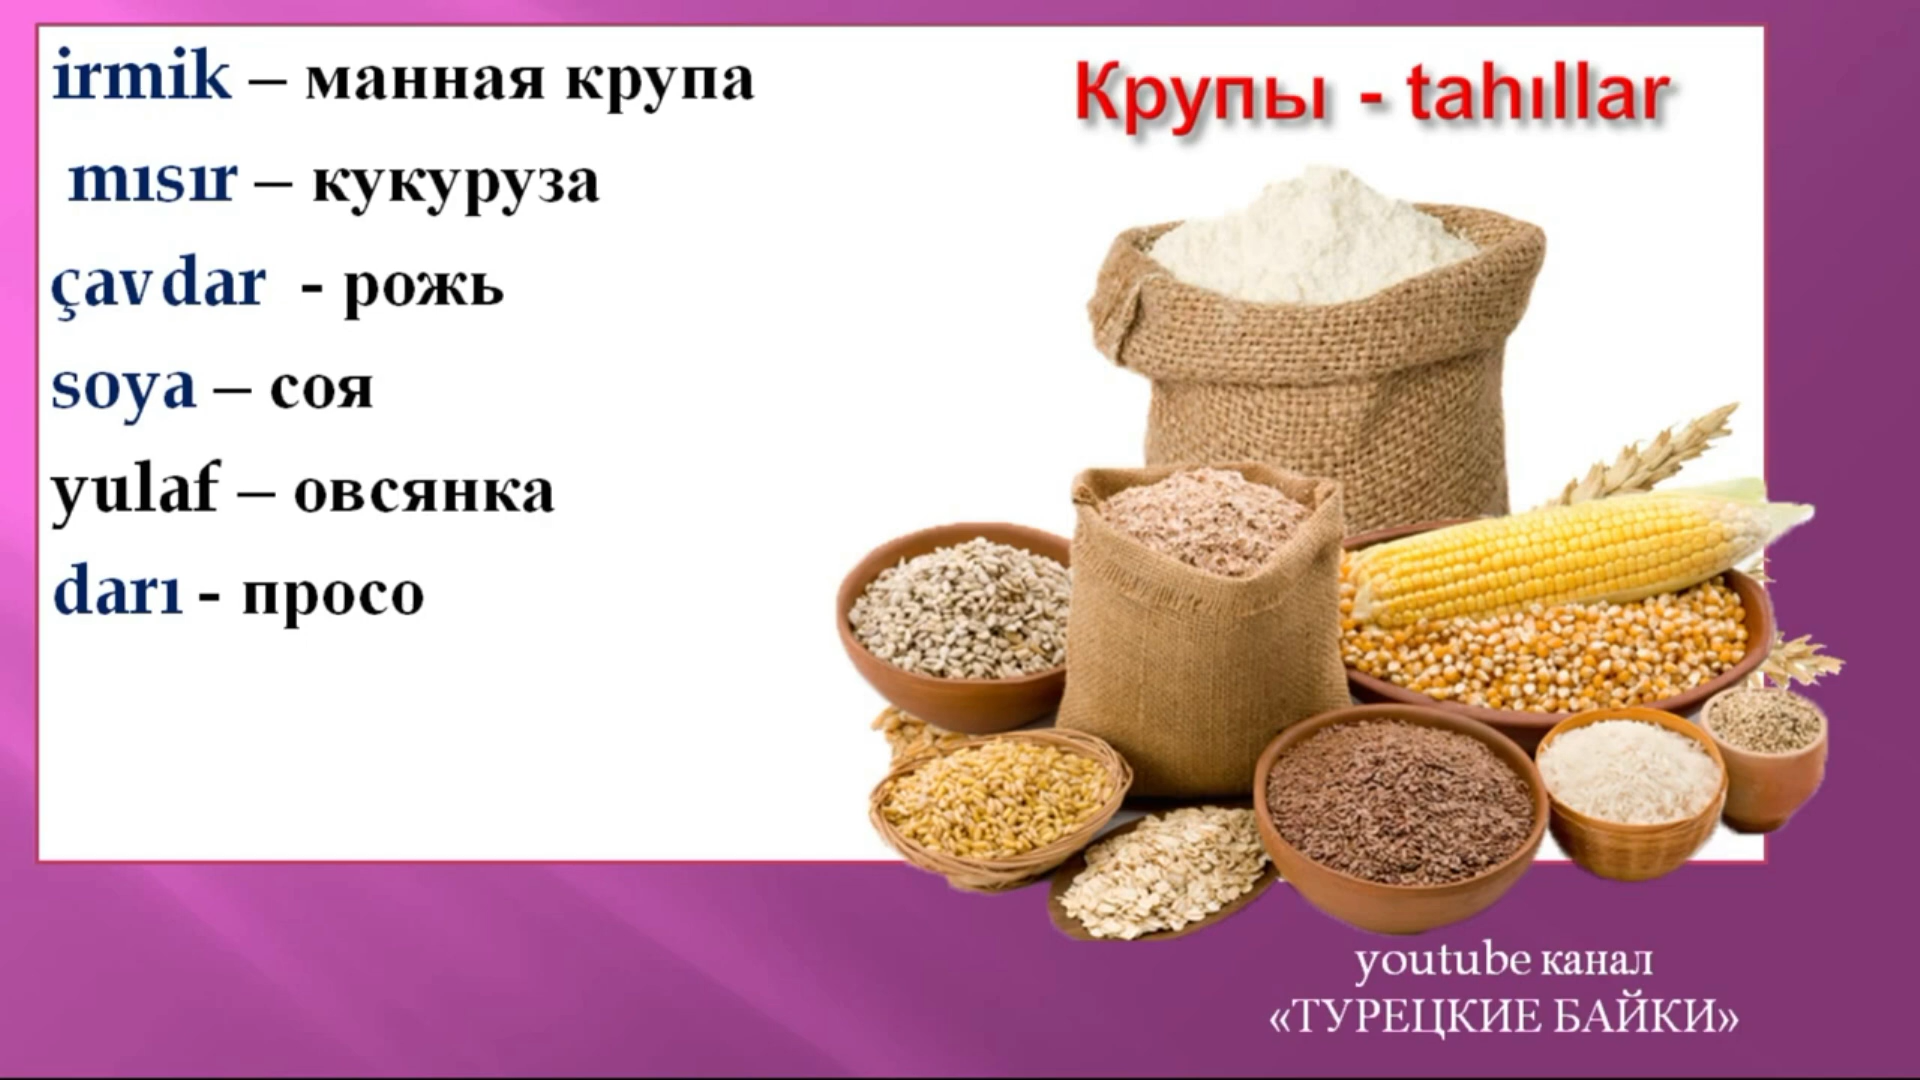 irmik – манная крупа
mısır – кукуруза
çavdar - рожь
soya – соя
yulaf – овсянка
darı - просо
Крупы - tahıllar
youtube канал
«ТУРЕЦКИЕ БАЙКИ»